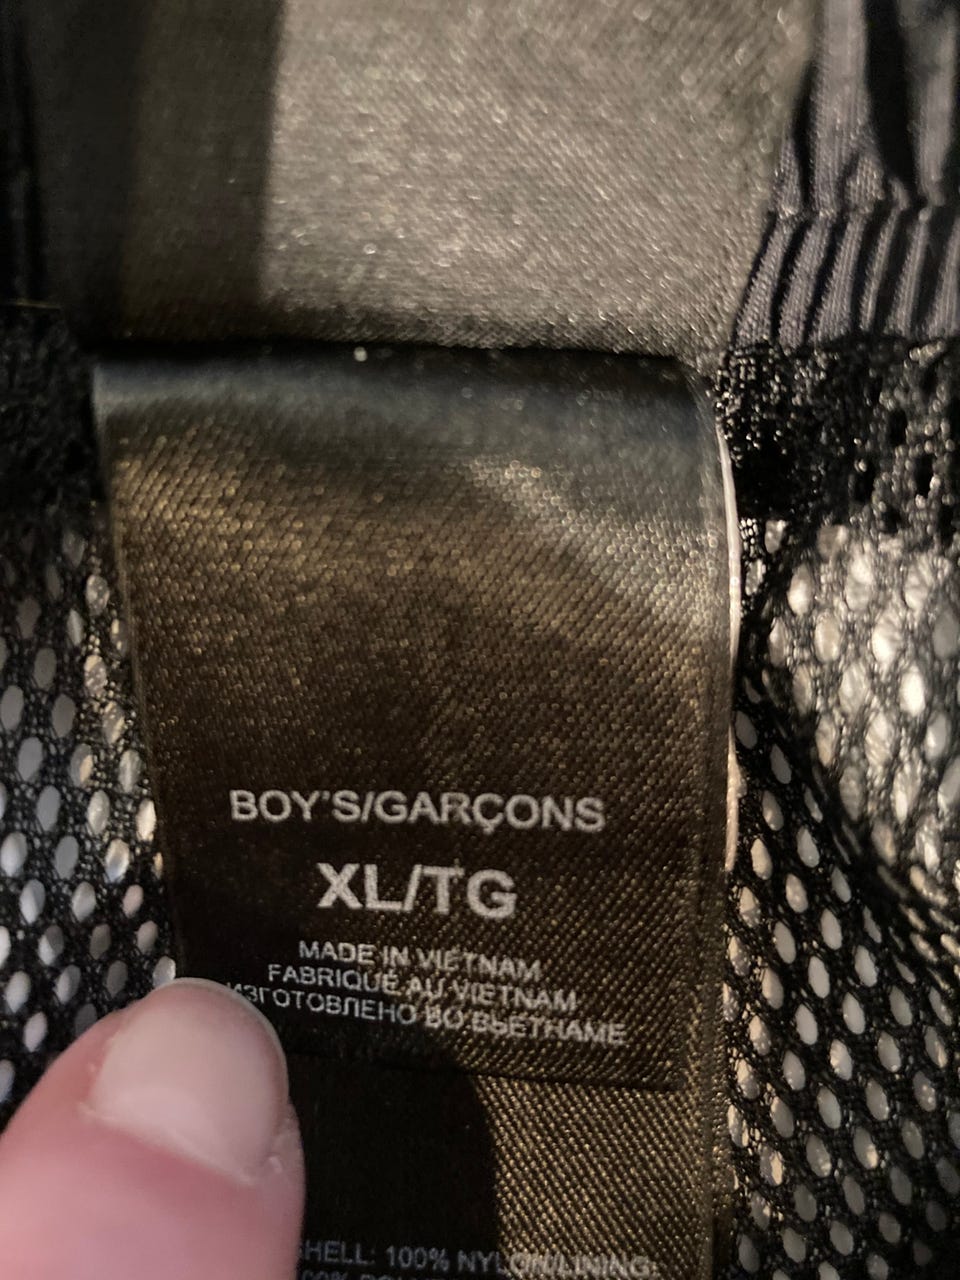 BOY'S/GARÇONS
XL/TG
MADE IN VIETNAM
FABRIQUÉ AU VIETNAM
ИЗГОТОВЛЕНО ВО ВЬЕТНАМЕ
SHELL: 100% NYLON/LINING: